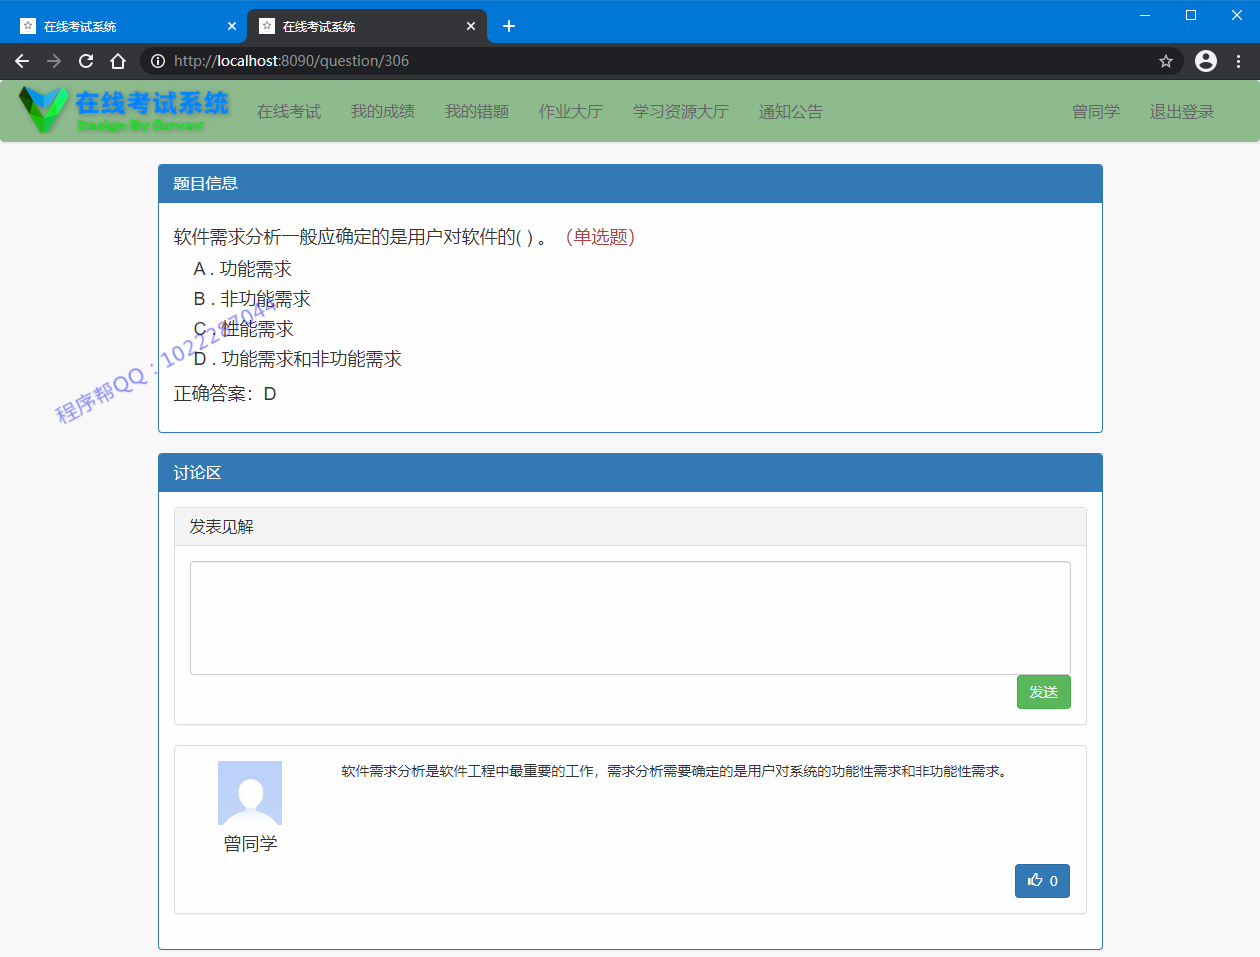 在线考试系统
在线考试系统
http://localhost:8090/question/306
在线考试系统
Design By Convey
在线考试 我的成绩 我的错题 作业大厅 学习资源大厅 通知公告 曾同学 退出登录
题目信息
软件需求分析一般应确定的是用户对软件的( ) 。（单选题）
A . 功能需求
B . 非功能需求
C . 性能需求
D . 功能需求和非功能需求
正确答案：D
程序帮QQ：1022287044
讨论区
发表见解
发送
软件需求分析是软件工程中最重要的工作，需求分析需要确定的是用户对系统的功能性需求和非功能性需求。
曾同学
0